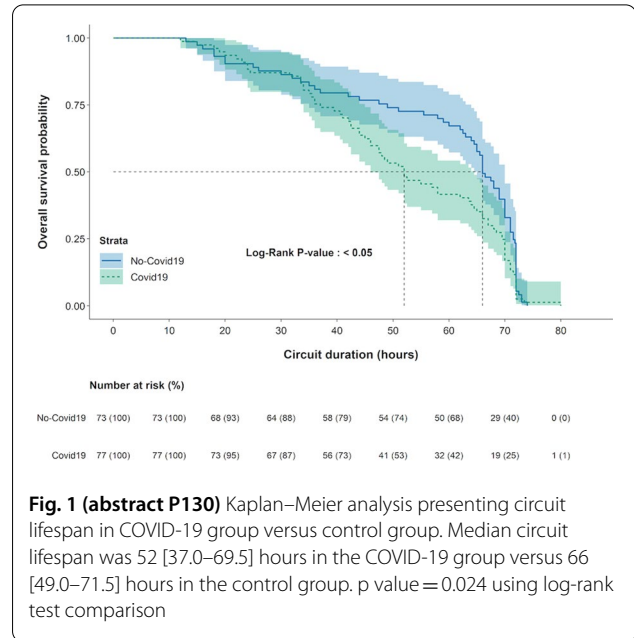 1.00
0.75
0.50
0.25
0.00
Overall survival probability
Strata
No-Covid19
Covid19
Log-Rank P-value : < 0.05
0 10 20 30 40 50 60 70 80
Circuit duration (hours)
Number at risk (%)
No-Covid19 73 (100) 73 (100) 68 (93) 64 (88) 58 (79) 54 (74) 50 (68) 29 (40) 0 (0)
Covid19 77 (100) 77 (100) 73 (95) 67 (87) 56 (73) 41 (53) 32 (42) 19 (25) 1 (1)
Fig. 1 (abstract P130) Kaplan–Meier analysis presenting circuit
lifespan in COVID-19 group versus control group. Median circuit
lifespan was 52 [37.0–69.5] hours in the COVID-19 group versus 66
[49.0–71.5] hours in the control group. p value = 0.024 using log-rank
test comparison